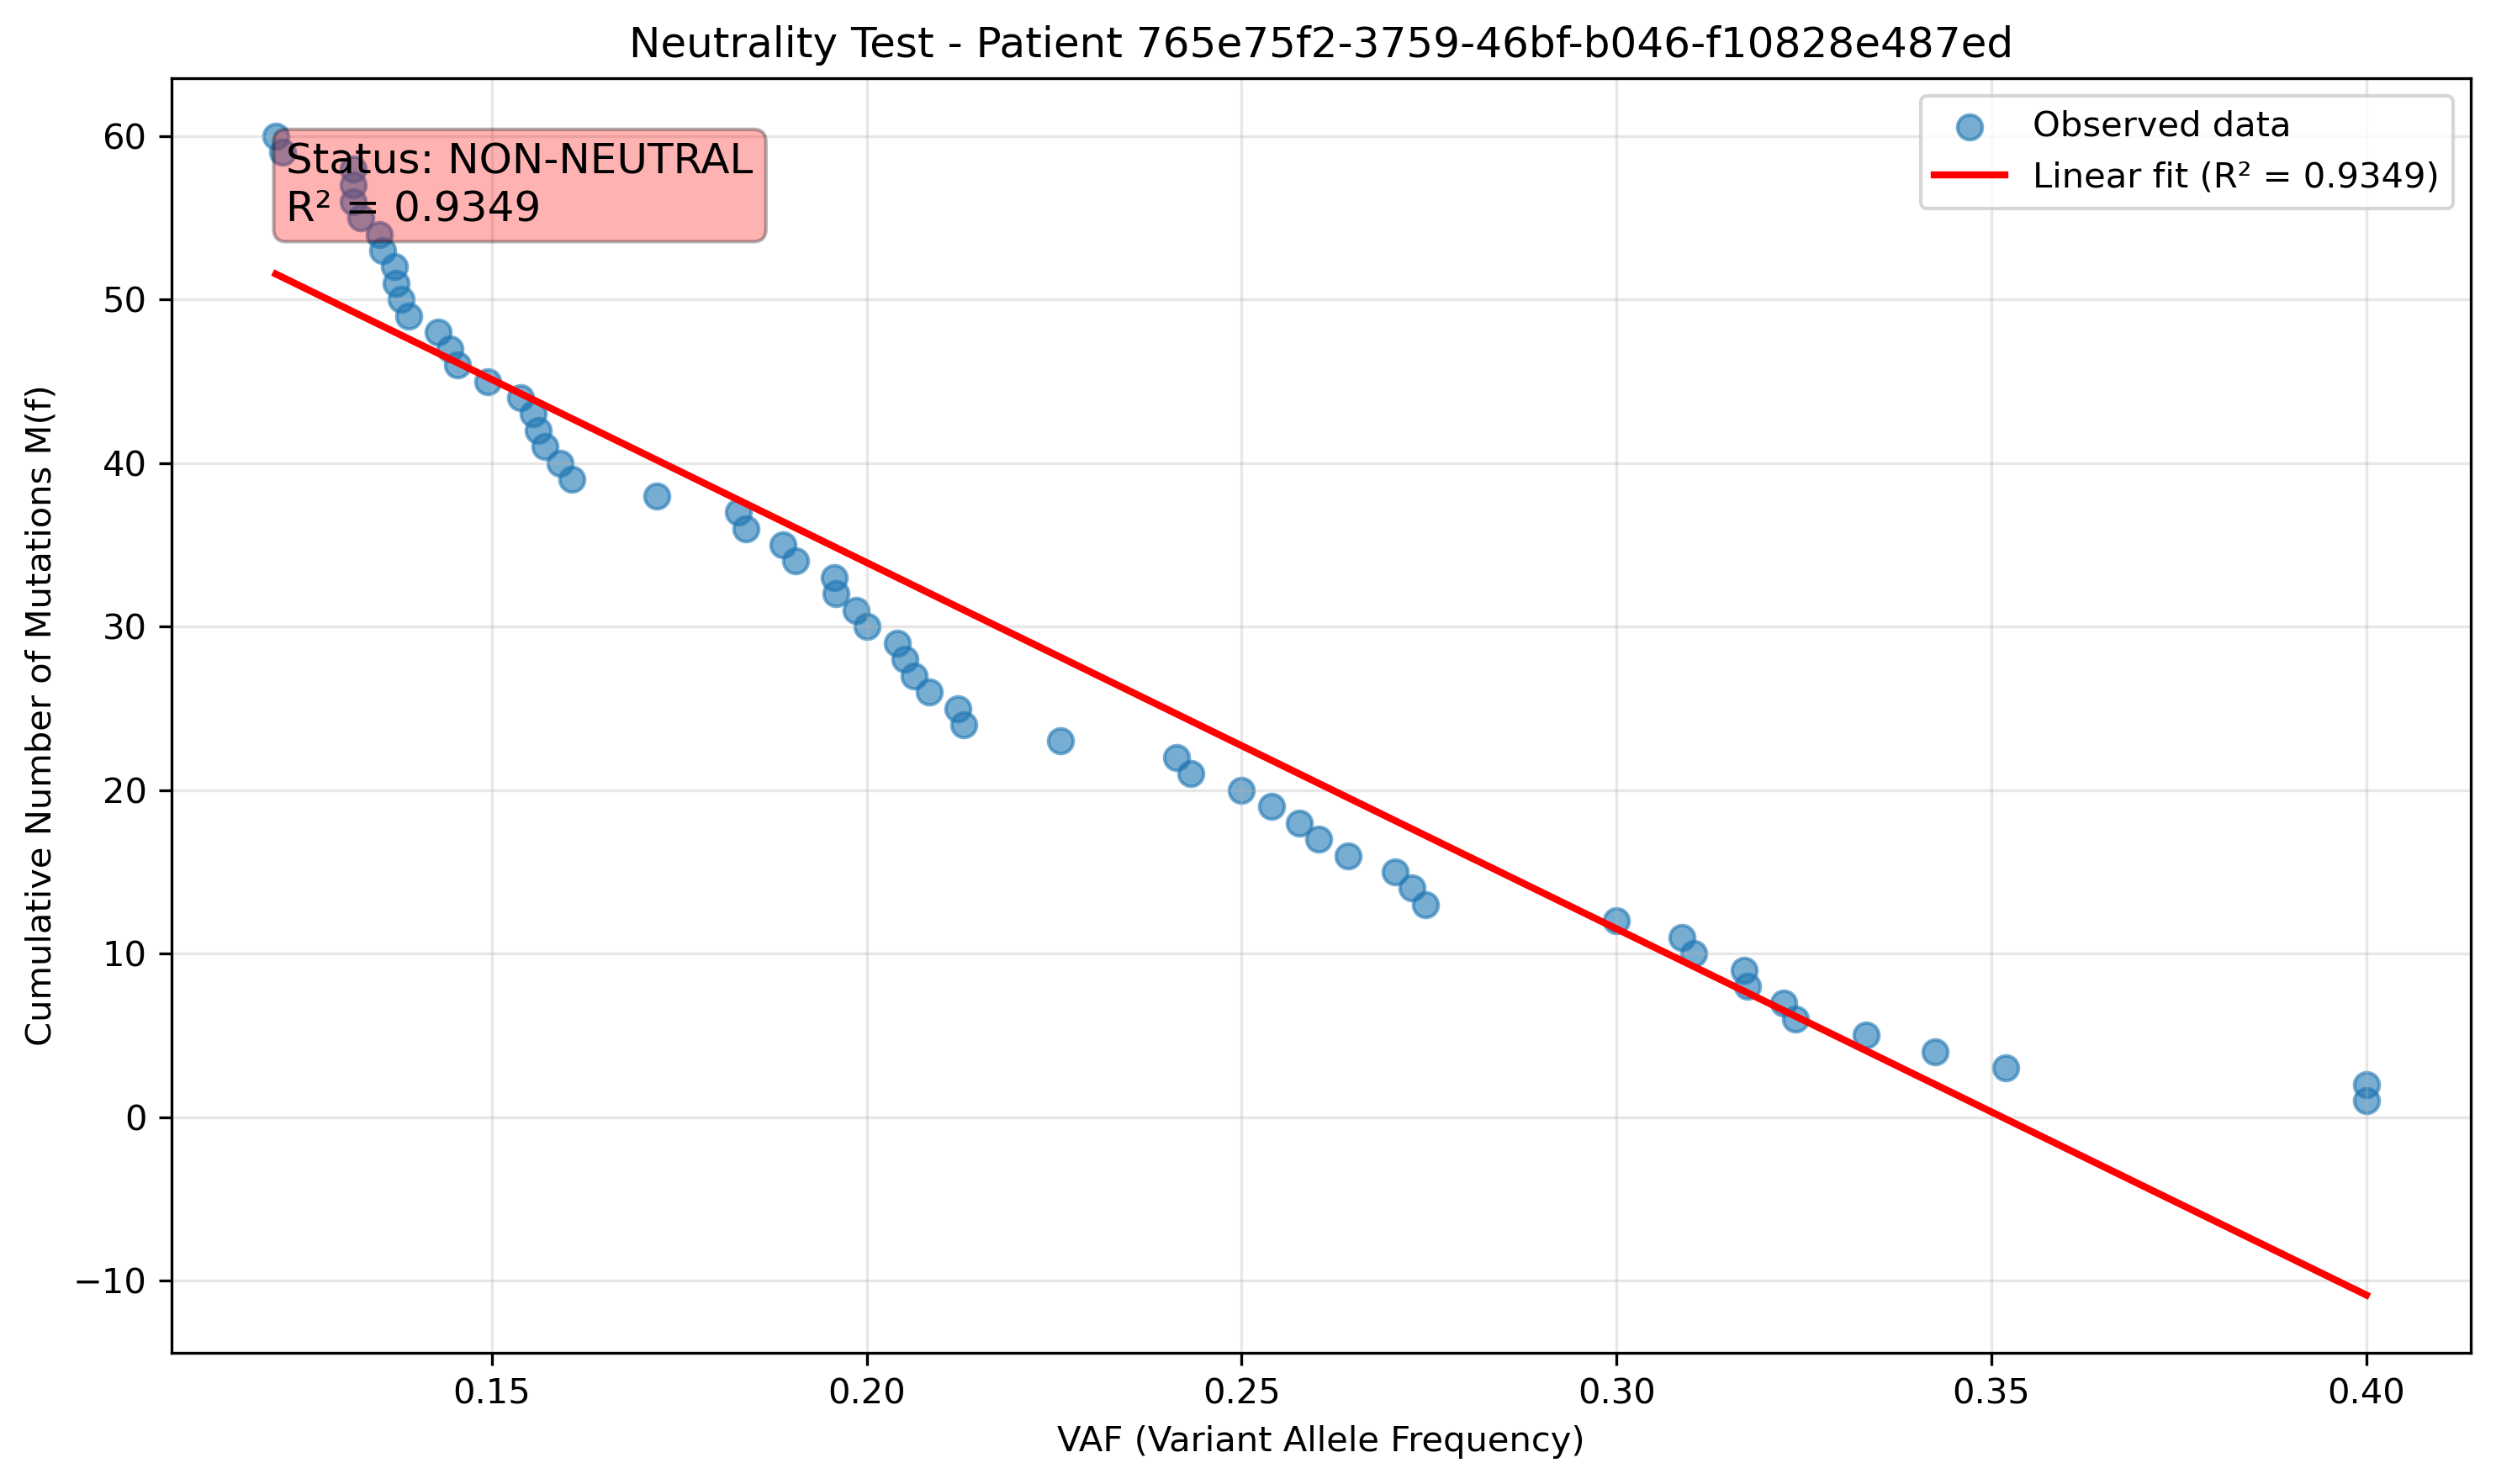 Neutrality Test - Patient 765e75f2-3759-46bf-b046-f10828e487ed
Status: NON-NEUTRAL
R² = 0.9349
Observed data
Linear fit (R² = 0.9349)
60
50
40
30
20
10
0
−10
Cumulative Number of Mutations M(f)
0.15 0.20 0.25 0.30 0.35 0.40
VAF (Variant Allele Frequency)